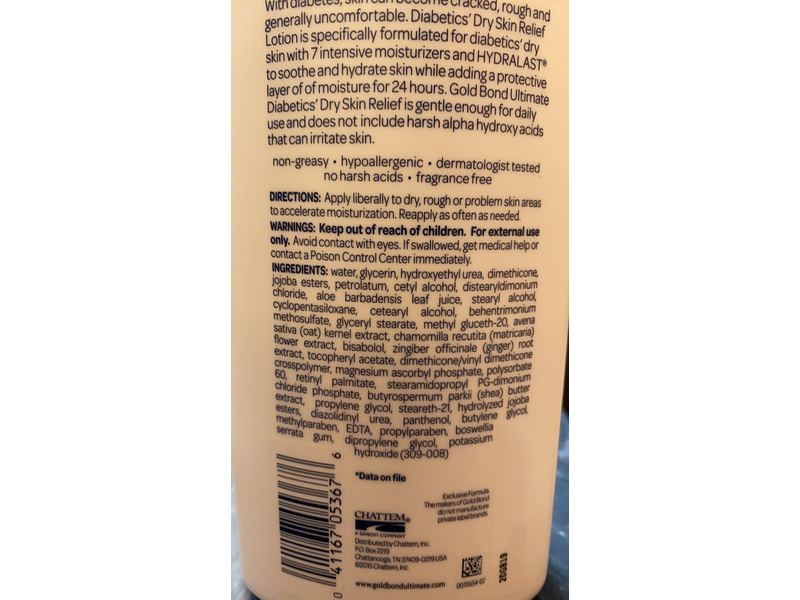 With diabetes, skin can become cracked, rough and
generally uncomfortable. Diabetics' Dry Skin Relief
Lotion is specifically formulated for diabetics' dry
skin with 7 intensive moisturizers and HYDRALAST®
to soothe and hydrate skin while adding a protective
layer of of moisture for 24 hours. Gold Bond Ultimate
Diabetics' Dry Skin Relief is gentle enough for daily
use and does not include harsh alpha hydroxy acids
that can irritate skin.
non-greasy • hypoallergenic • dermatologist tested
no harsh acids • fragrance free
DIRECTIONS: Apply liberally to dry, rough or problem skin areas
to accelerate moisturization. Reapply as often as needed.
WARNINGS: Keep out of reach of children. For external use
only. Avoid contact with eyes. If swallowed, get medical help or
contact a Poison Control Center immediately.
INGREDIENTS: water, glycerin, hydroxyethyl urea, dimethicone,
jojoba esters, petrolatum, cetyl alcohol, distearyldimonium
chloride, aloe barbadensis leaf juice, stearyl alcohol,
cyclopentasiloxane, cetearyl alcohol, behentrimonium
methosulfate, glyceryl stearate, methyl gluceth-20, avena
sativa (oat) kernel extract, chamomilla recutita (matricaria)
flower extract, bisabolol, zingiber officinale (ginger) root
extract, tocopheryl acetate, dimethicone/vinyl dimethicone
crosspolymer, magnesium ascorbyl phosphate, polysorbate
60, retinyl palmitate, stearamidopropyl PG-dimonium
chloride phosphate, butyrospermum parkii (shea) butter
extract, propylene glycol, steareth-21, hydrolyzed jojoba
esters, diazolidinyl urea, panthenol, butylene glycol,
methylparaben, EDTA, propylparaben, boswellia
serrata gum, dipropylene glycol, potassium
hydroxide (309-008)
*Data on file
0 41167 05367 6
Exclusive Formula.
The makers of Gold Bond
do not manufacture
private label brands.
CHATTEM®
A SANOFI COMPANY
Distributed by Chattem, Inc.
P.O. Box 2219
Chattanooga, TN 37409-0219 USA
©2015 Chattem, Inc
www.goldbondultimate.com
0070634-02
200819